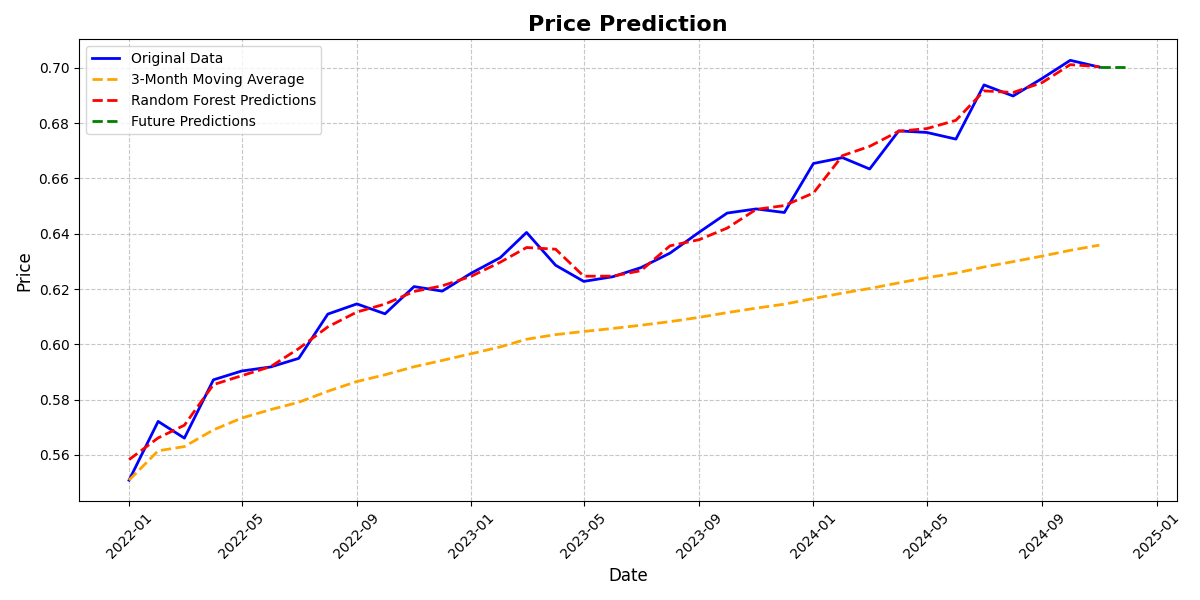 Price Prediction
Original Data
3-Month Moving Average
Random Forest Predictions
Future Predictions
Price
0.70
0.68
0.66
0.64
0.62
0.60
0.58
0.56
2022-01
2022-05
2022-09
2023-01
2023-05
2023-09
2024-01
2024-05
2024-09
2025-01
Date